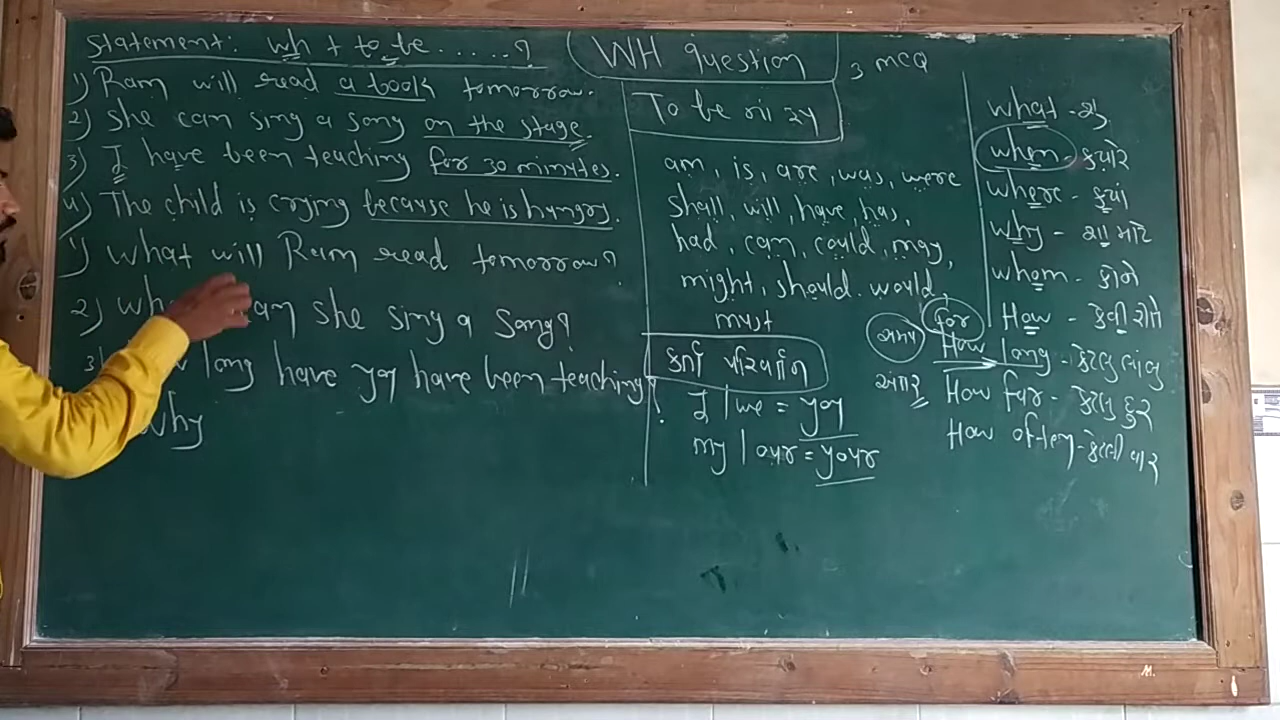 Statement: wh + to be ......?
1) Ram will read a book tomorrow.
2) She can sing a song on the stage.
3) I have been teaching for 30 minutes.
4) The child is crying because he is hungry.
1) What will Ram read tomorrow?
2) she sing a song?
3) long have you have been teaching?
why
WH question
3 MCQ
To be ના રૂપ
am, is, are, was, were
shall, will, have, has,
had, can, could, may,
might, should. would,
must
કર્તા પરિવર્તન
I / we = you
my / our = your
what - શું
when - ક્યારે
where - ક્યાં
why - શા માટે
whom - કોને
How - કેવી રીતે
સમય for
How long - કેટલું લાંબુ
અંતર
How far - કેટલું દુર
How often - કેટલી વાર